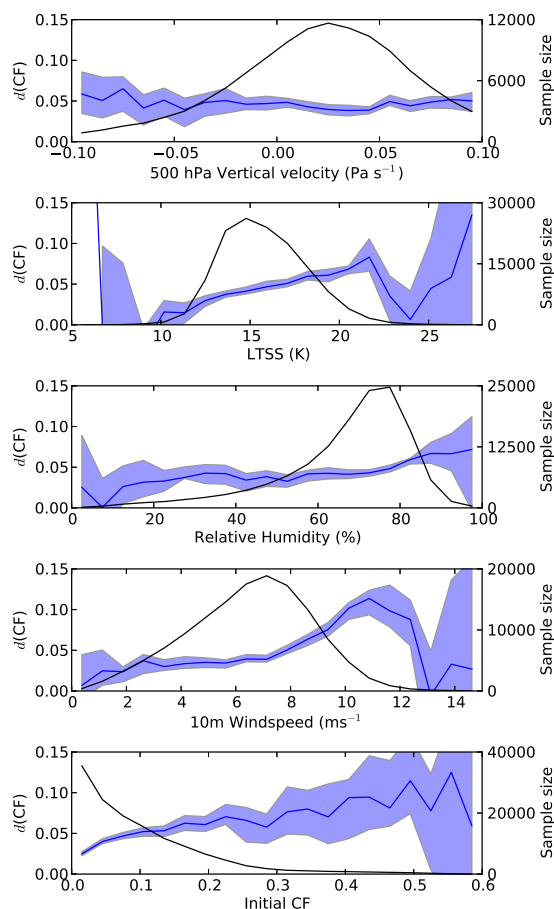 0.15
0.10
0.05
0.00
d(CF)
12000
6000
0
Sample size
−0.10 −0.05 0.00 0.05 0.10
500 hPa Vertical velocity (Pa s⁻¹)
0.15
0.10
0.05
0.00
d(CF)
30000
15000
0
Sample size
5 10 15 20 25
LTSS (K)
0.15
0.10
0.05
0.00
d(CF)
25000
12500
0
Sample size
0 20 40 60 80 100
Relative Humidity (%)
0.15
0.10
0.05
0.00
d(CF)
20000
10000
0
Sample size
0 2 4 6 8 10 12 14
10m Windspeed (ms⁻¹
0.15
0.10
0.05
0.00
d(CF)
40000
20000
0
Sample size
0.0 0.1 0.2 0.3 0.4 0.5 0.6
Initial CF